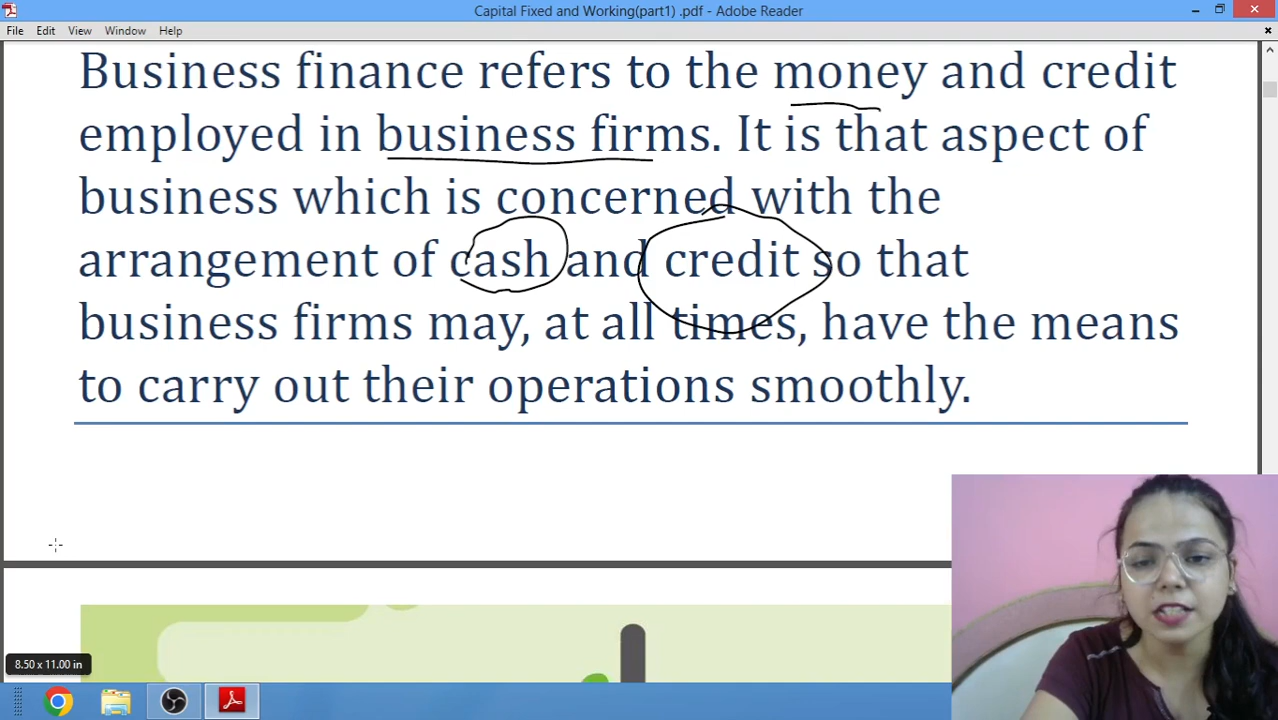 Capital Fixed and Working(part1) .pdf - Adobe Reader
File Edit View Window Help
Business finance refers to the money and credit
employed in business firms. It is that aspect of
business which is concerned with the
arrangement of cash and credit so that
business firms may, at all times, have the means
to carry out their operations smoothly.
8.50 x 11.00 in